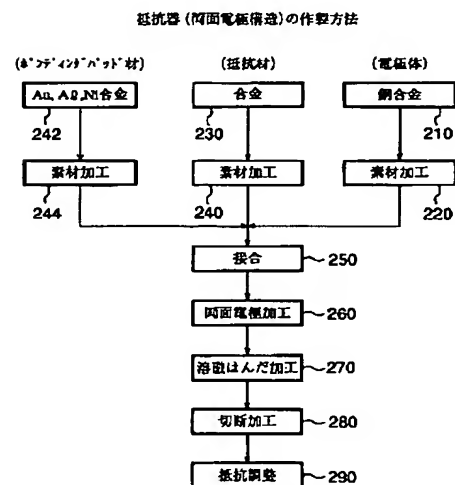 抵抗器(両面電極構造)の作製方法
(ボンディングパッド材) (抵抗材) (電極体)
Au, Al, Ni合金 合金 銅合金
242 230 210
素材加工 素材加工 素材加工
244 240 220
接合 250
両面電極加工 260
溶融はんだ加工 270
切断加工 280
抵抗調整 290